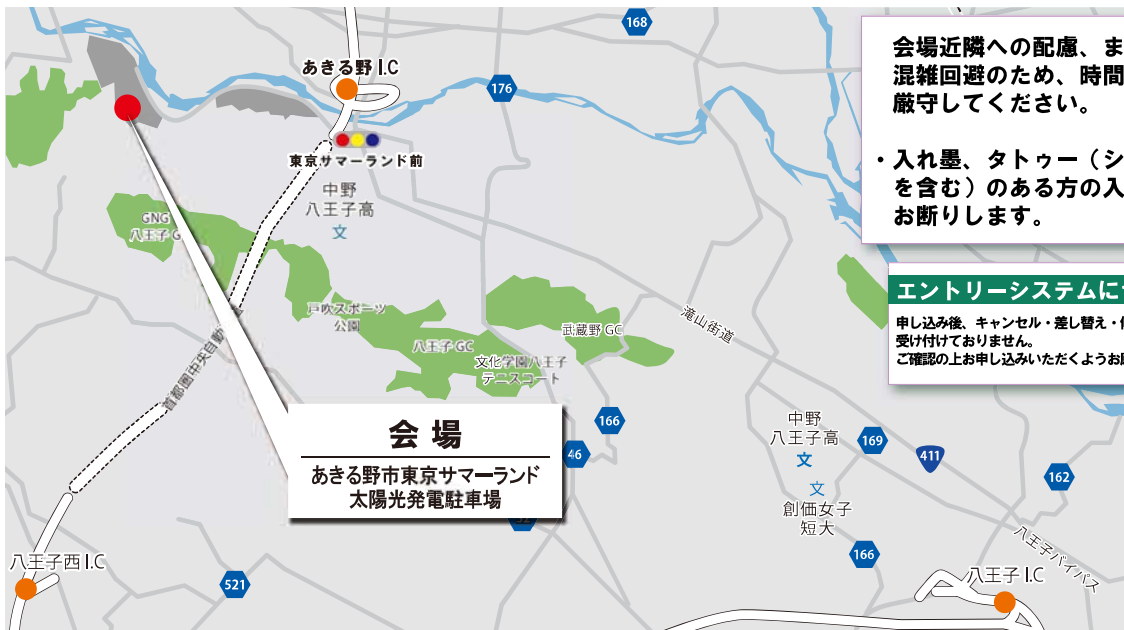 168
あきる野 I.C
176
東京サマーランド前
中野
八王子高
文
GNG
八王子G
会場近隣への配慮、ま
混雑回避のため、時間
厳守してください。
・入れ墨、タトゥー（シ
を含む）のある方の入
お断りします。
エントリーシステムに
申し込み後、キャンセル・差し替え・
受け付けておりません。
ご確認の上お申し込みいただくようお
戸吹スポーツ
公園
八王子GC
武蔵野GC
文化学園八王子
テニスコート
滝山街道
首都圏中央自動
会場
あきる野市東京サマーランド
太陽光発電駐車場
166
46
中野
八王子高
文
169
411
162
文
創価女子
短大
166
八王子バイパス
八王子西 I.C
521
八王子 I.C